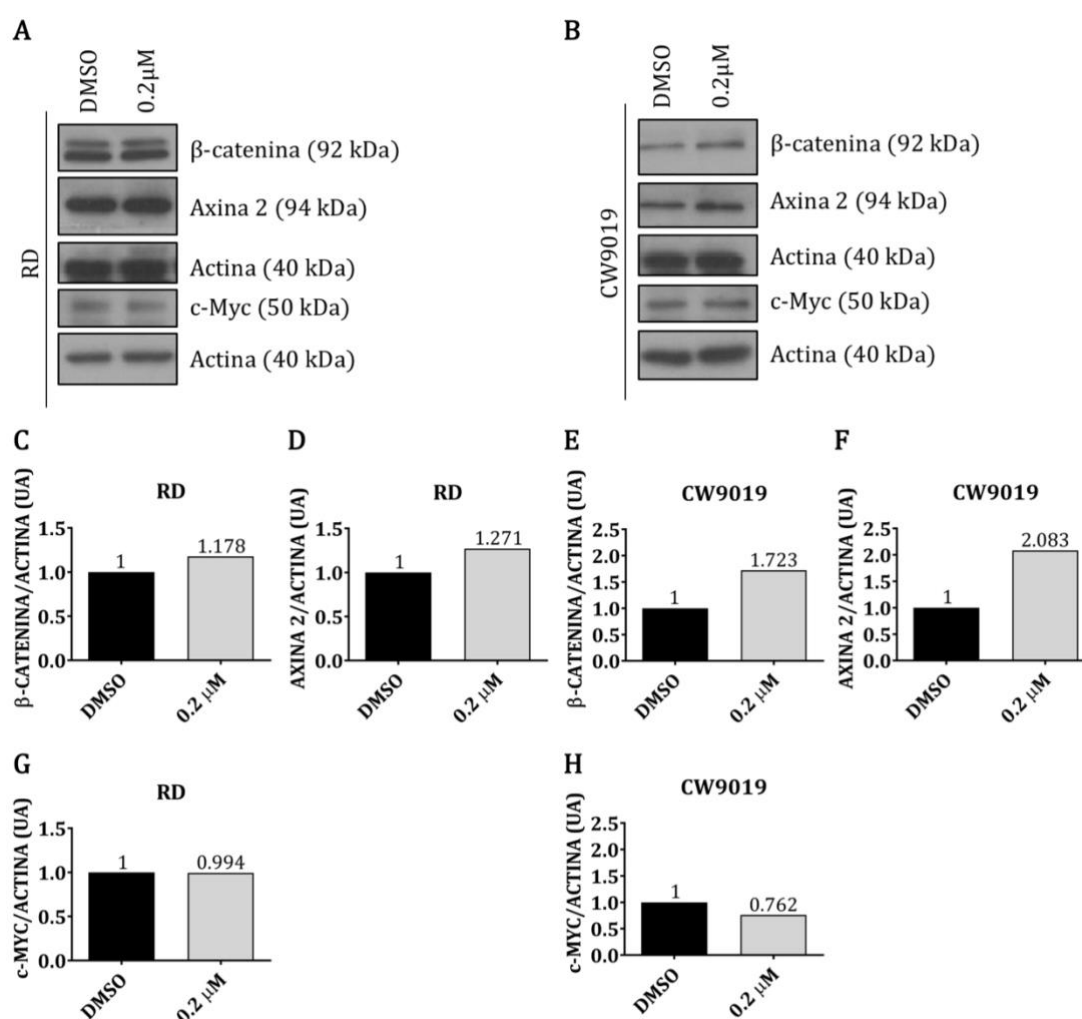 A
DMSO
0.2μM
RD
β-catenina (92 kDa)
Axina 2 (94 kDa)
Actina (40 kDa)
c-Myc (50 kDa)
Actina (40 kDa)
B
DMSO
0.2μM
CW9019
β-catenina (92 kDa)
Axina 2 (94 kDa)
Actina (40 kDa)
c-Myc (50 kDa)
Actina (40 kDa)
C
RD
β-CATENINA/ACTINA (UA)
1.5
1.0
0.5
0.0
1
1.178
DMSO
0.2 μM
D
RD
AXINA 2/ACTINA (UA)
1.5
1.0
0.5
0.0
1
1.271
DMSO
0.2 μM
E
CW9019
β-CATENINA/ACTINA (UA)
2.5
2.0
1.5
1.0
0.5
0.0
1
1.723
DMSO
0.2 μM
F
CW9019
AXINA 2/ACTINA (UA)
2.5
2.0
1.5
1.0
0.5
0.0
1
2.083
DMSO
0.2 μM
G
RD
c-MYC/ACTINA (UA)
1.5
1.0
0.5
0.0
1
0.994
DMSO
0.2 μM
H
CW9019
c-MYC/ACTINA (UA)
2.5
2.0
1.5
1.0
0.5
0.0
1
0.762
DMSO
0.2 μM